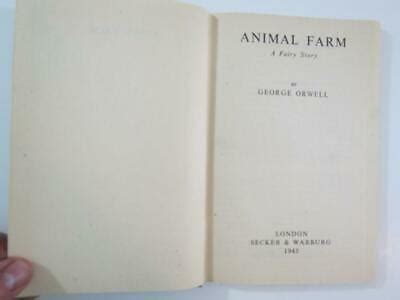 ANIMAL FARM
A Fairy Story
BY
GEORGE ORWELL
LONDON
SECKER & WARBURG
1945